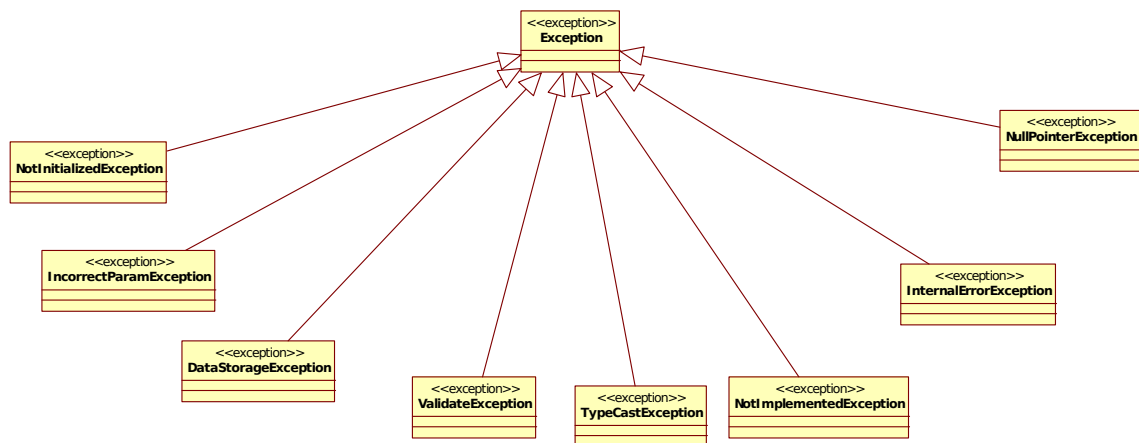 <<exception>>
Exception
<<exception>>
NullPointerException
<<exception>>
NotInitializedException
<<exception>>
IncorrectParamException
<<exception>>
InternalErrorException
<<exception>>
DataStorageException
<<exception>>
ValidateException
<<exception>>
TypeCastException
<<exception>>
NotImplementedException